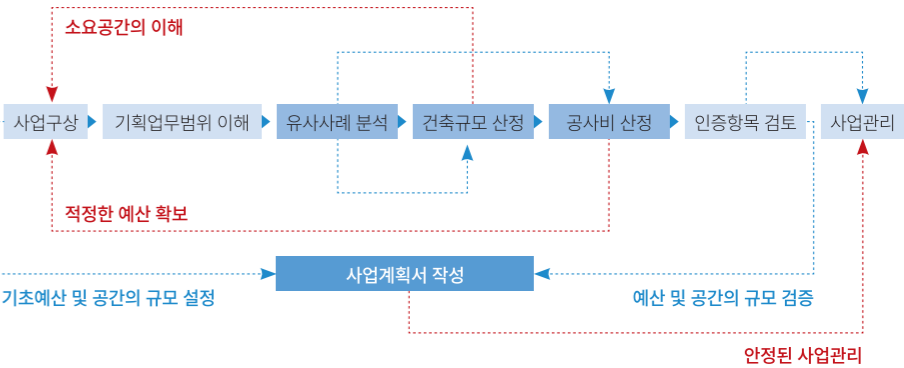 소요공간의 이해
사업구상
기획업무범위 이해
유사사례 분석
건축규모 산정
공사비 산정
인증항목 검토
사업관리
적정한 예산 확보
사업계획서 작성
기초예산 및 공간의 규모 설정
예산 및 공간의 규모 검증
안정된 사업관리